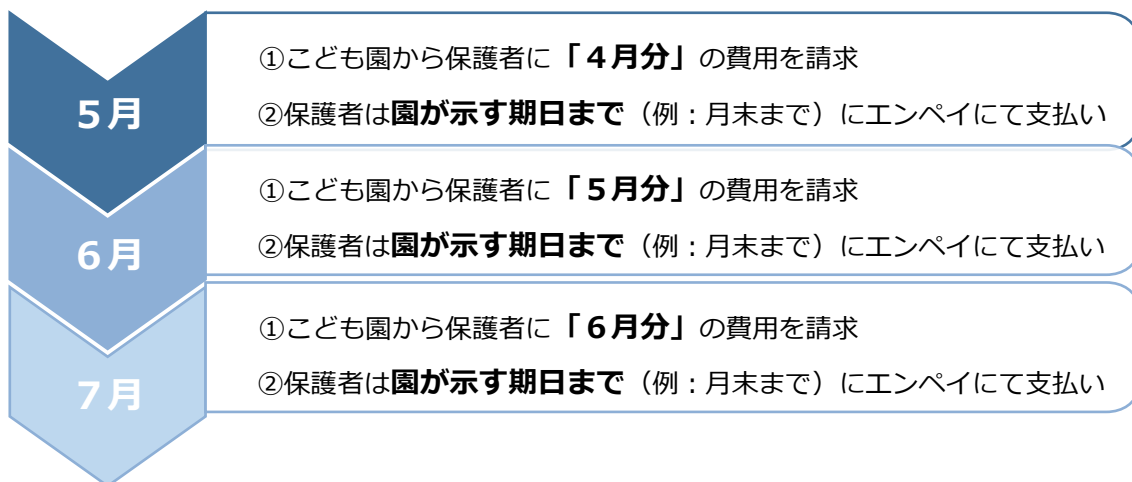 5月
①こども園から保護者に「４月分」の費用を請求
②保護者は園が示す期日まで（例：月末まで）にエンペイにて支払い
6月
①こども園から保護者に「５月分」の費用を請求
②保護者は園が示す期日まで（例：月末まで）にエンペイにて支払い
7月
①こども園から保護者に「６月分」の費用を請求
②保護者は園が示す期日まで（例：月末まで）にエンペイにて支払い